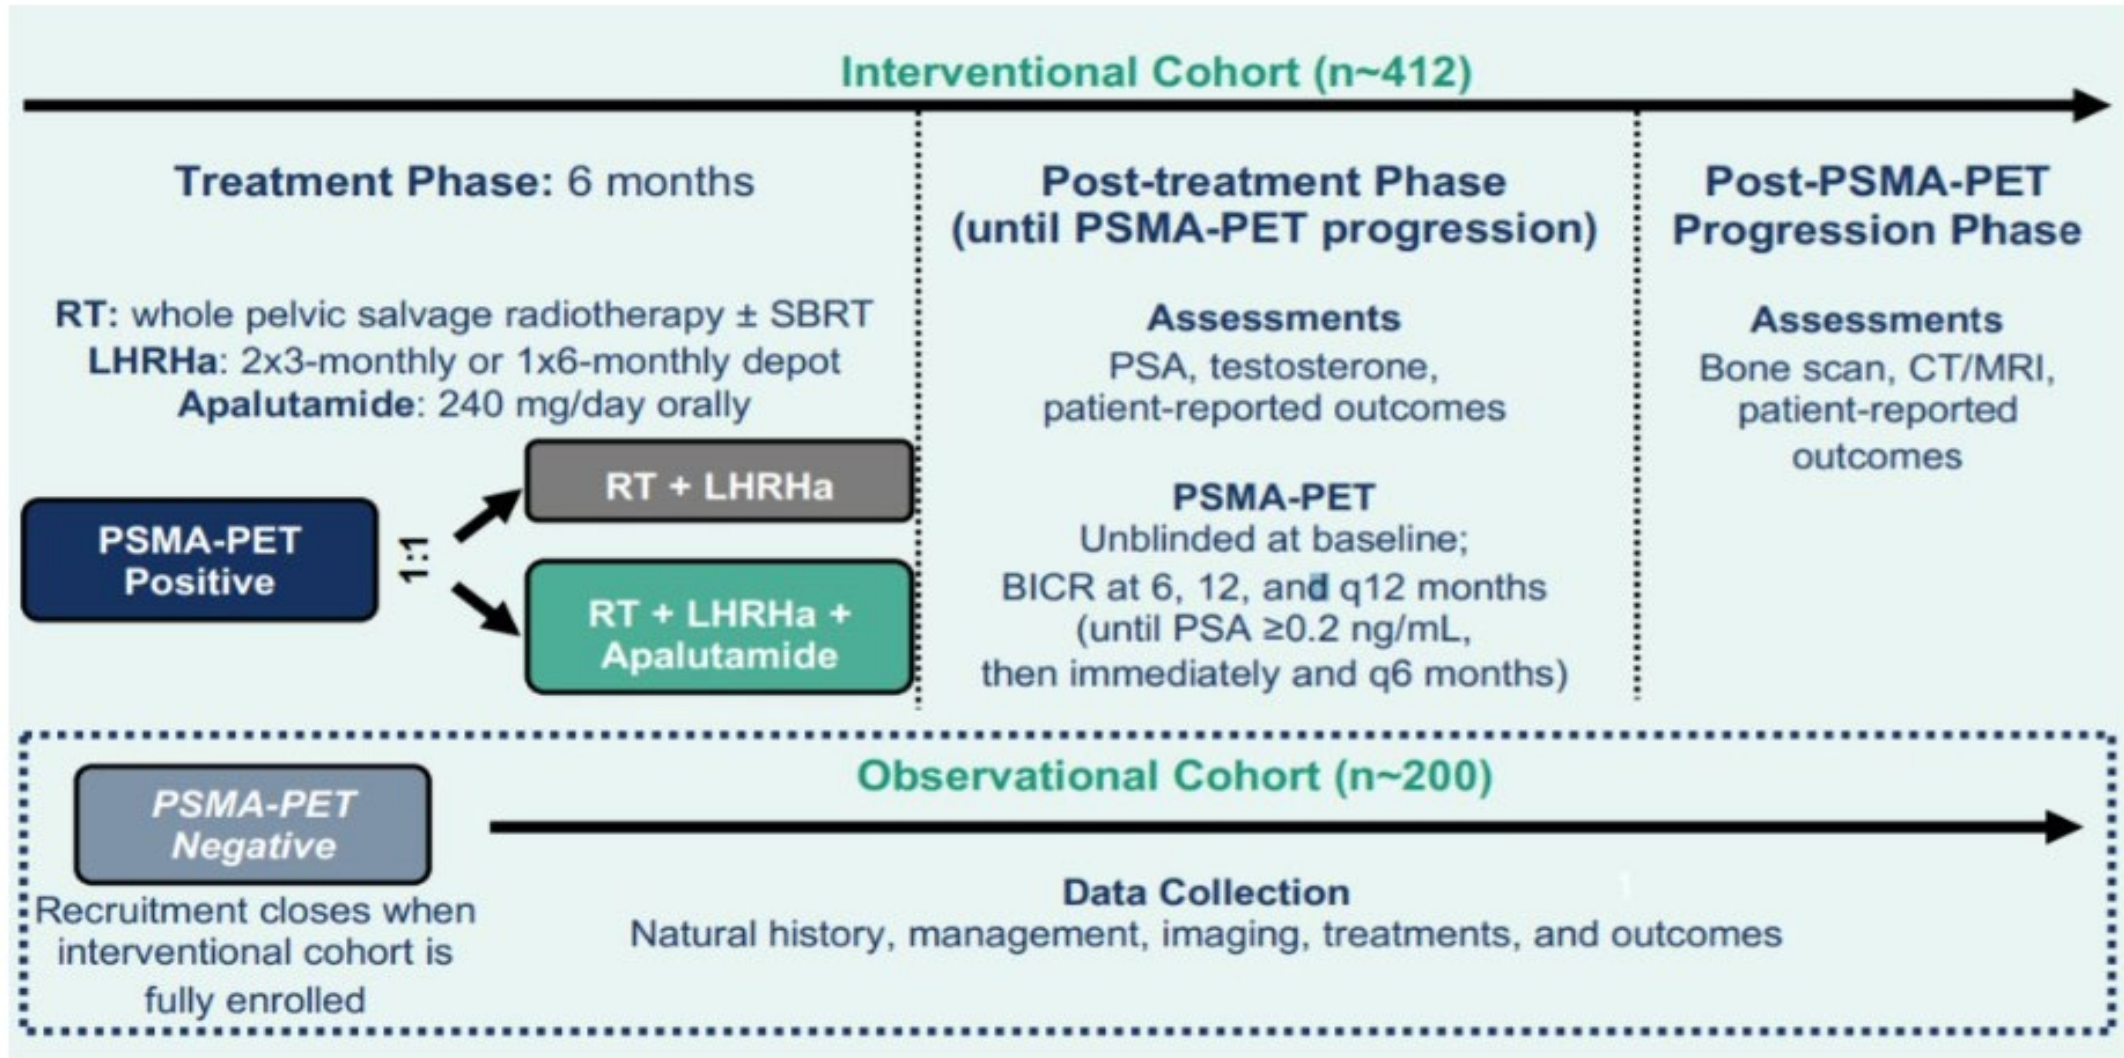 Interventional Cohort (n~412)
Treatment Phase: 6 months
RT: whole pelvic salvage radiotherapy ± SBRT
LHRHa: 2x3-monthly or 1x6-monthly depot
Apalutamide: 240 mg/day orally
PSMA-PET
Positive
1:1
RT + LHRHa
RT + LHRHa +
Apalutamide
Post-treatment Phase
(until PSMA-PET progression)
Assessments
PSA, testosterone,
patient-reported outcomes
PSMA-PET
Unblinded at baseline;
BICR at 6, 12, and q12 months
(until PSA ≥0.2 ng/mL,
then immediately and q6 months)
Post-PSMA-PET
Progression Phase
Assessments
Bone scan, CT/MRI,
patient-reported
outcomes
PSMA-PET
Negative
Recruitment closes when
interventional cohort is
fully enrolled
Observational Cohort (n~200)
Data Collection
Natural history, management, imaging, treatments, and outcomes